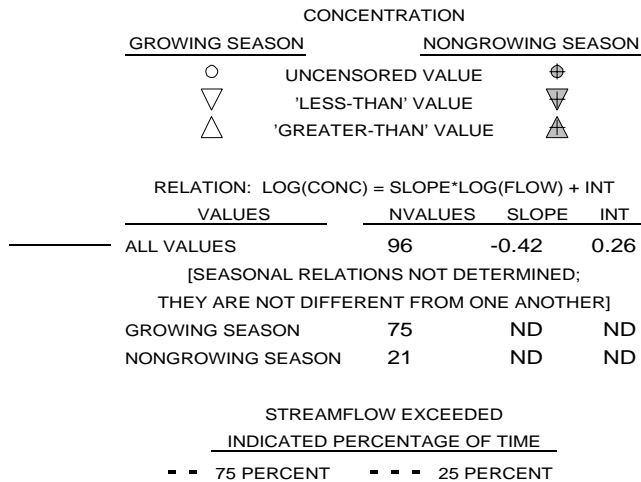 CONCENTRATION
GROWING SEASON NONGROWING SEASON
UNCENSORED VALUE
'LESS-THAN' VALUE
'GREATER-THAN' VALUE
RELATION: LOG(CONC) = SLOPE*LOG(FLOW) + INT
VALUES NVALUES SLOPE INT
ALL VALUES 96 -0.42 0.26
[SEASONAL RELATIONS NOT DETERMINED;
THEY ARE NOT DIFFERENT FROM ONE ANOTHER]
GROWING SEASON 75 ND ND
NONGROWING SEASON 21 ND ND
STREAMFLOW EXCEEDED
INDICATED PERCENTAGE OF TIME
75 PERCENT 25 PERCENT